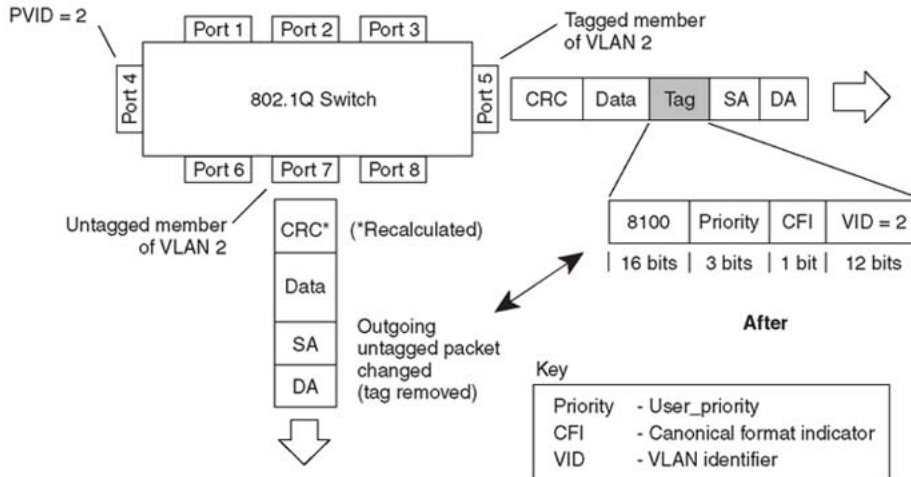 PVID = 2
Port 1
Port 2
Port 3
Tagged member
of VLAN 2
Port 4
802.1Q Switch
Port 5
CRC
Data
Tag
SA
DA
Port 6
Port 7
Port 8
Untagged member
of VLAN 2
CRC*
(*Recalculated)
Data
SA
DA
Outgoing
untagged packet
changed
(tag removed)
8100
Priority
CFI
VID = 2
16 bits
3 bits
1 bit
12 bits
After
Key
Priority - User_priority
CFI - Canonical format indicator
VID - VLAN identifier